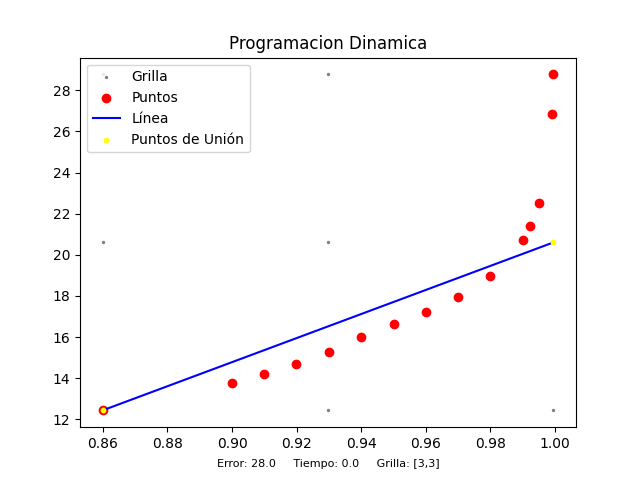 Programacion Dinamica
Grilla
Puntos
Línea
Puntos de Unión
28
26
24
22
20
18
16
14
12
0.86 0.88 0.90 0.92 0.94 0.96 0.98 1.00
Error: 28.0 Tiempo: 0.0 Grilla: [3,3]